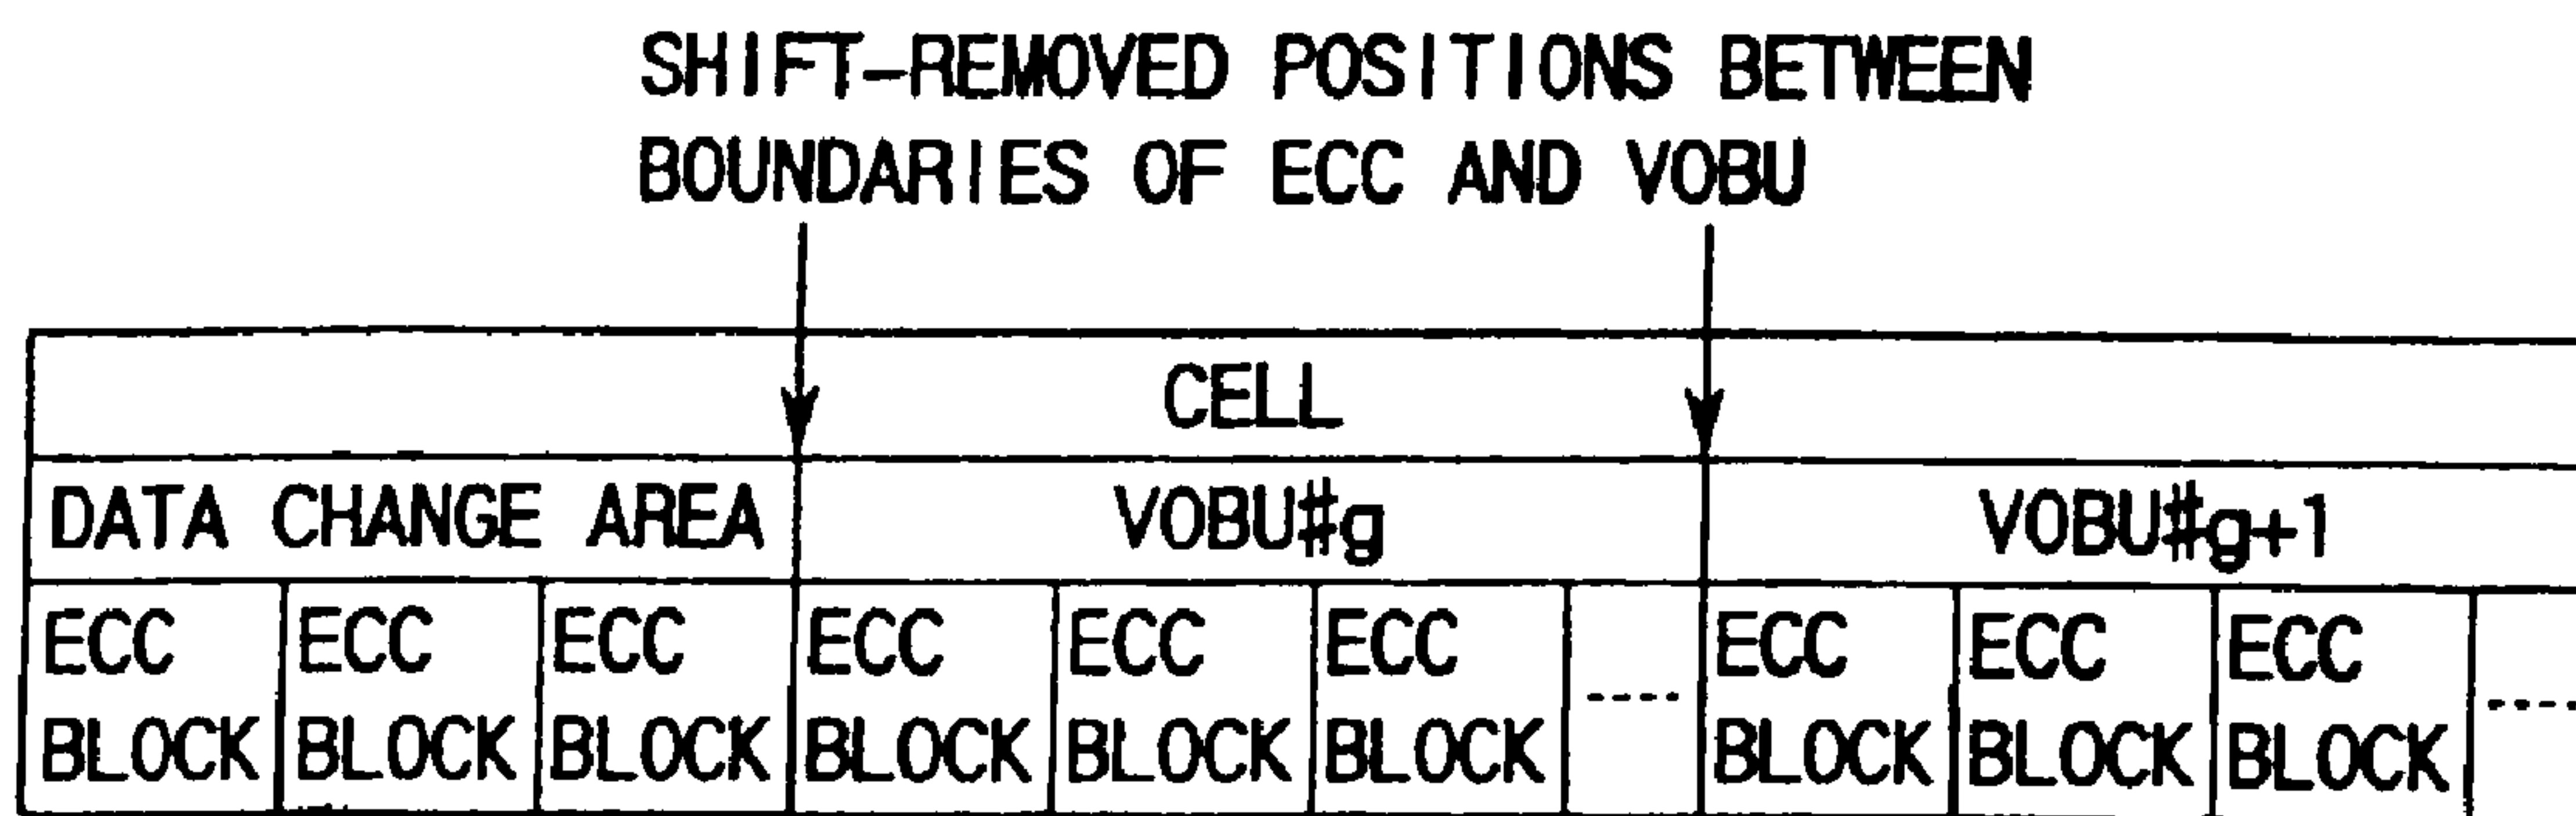 SHIFT-REMOVED POSITIONS BETWEEN
BOUNDARIES OF ECC AND VOBU
CELL
DATA CHANGE AREA VOBU#g VOBU#g+1
ECC ECC ECC ECC ECC ECC ECC ECC ECC
BLOCK BLOCK BLOCK BLOCK BLOCK BLOCK ---- BLOCK BLOCK BLOCK ----